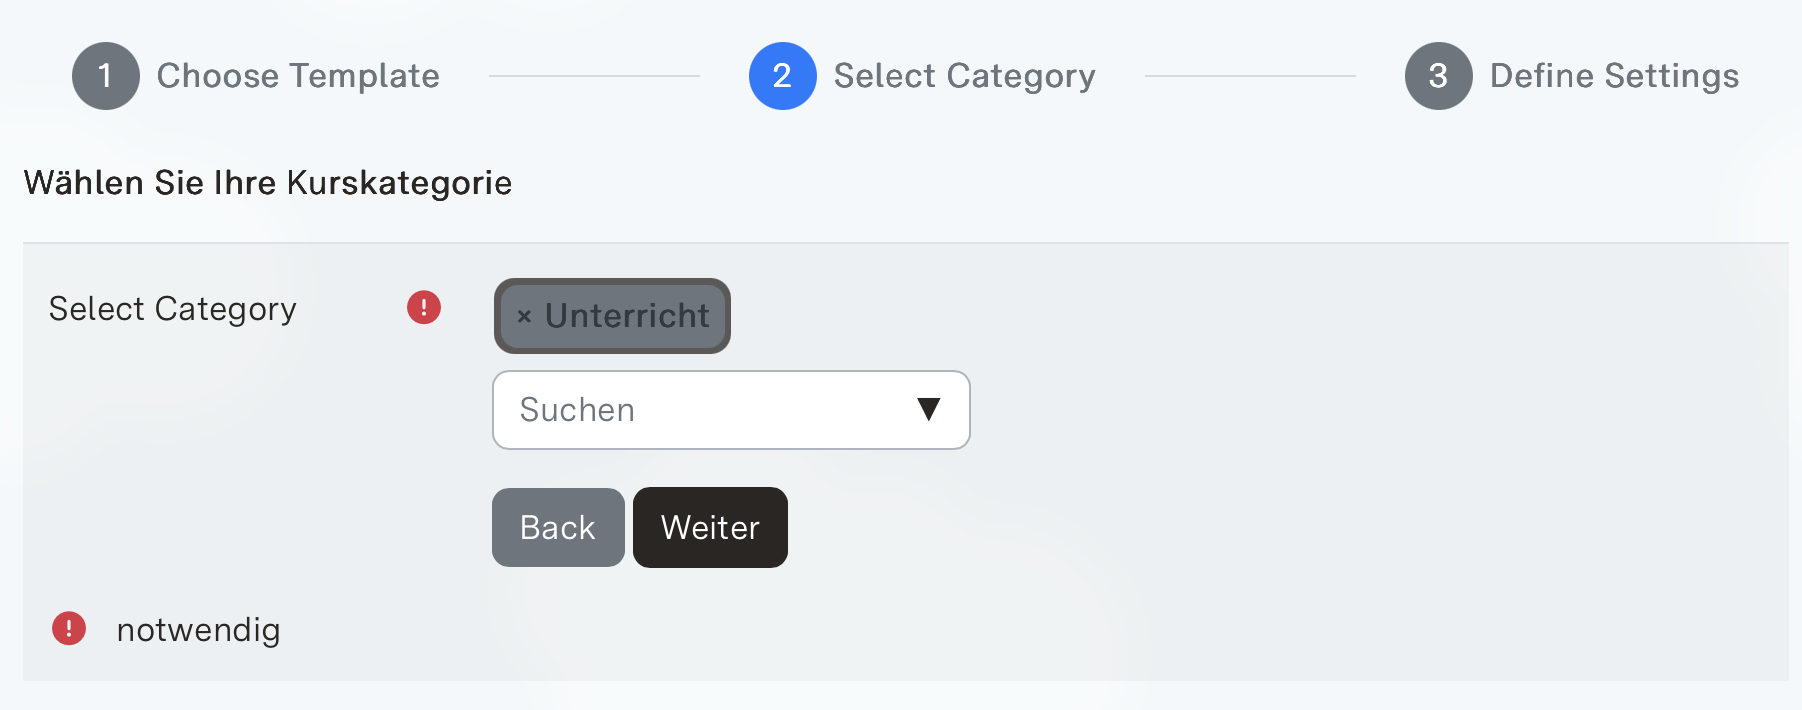 1 Choose Template 2 Select Category 3 Define Settings
Wählen Sie Ihre Kurskategorie
Select Category ! × Unterricht
Suchen ▼
Back Weiter
! notwendig